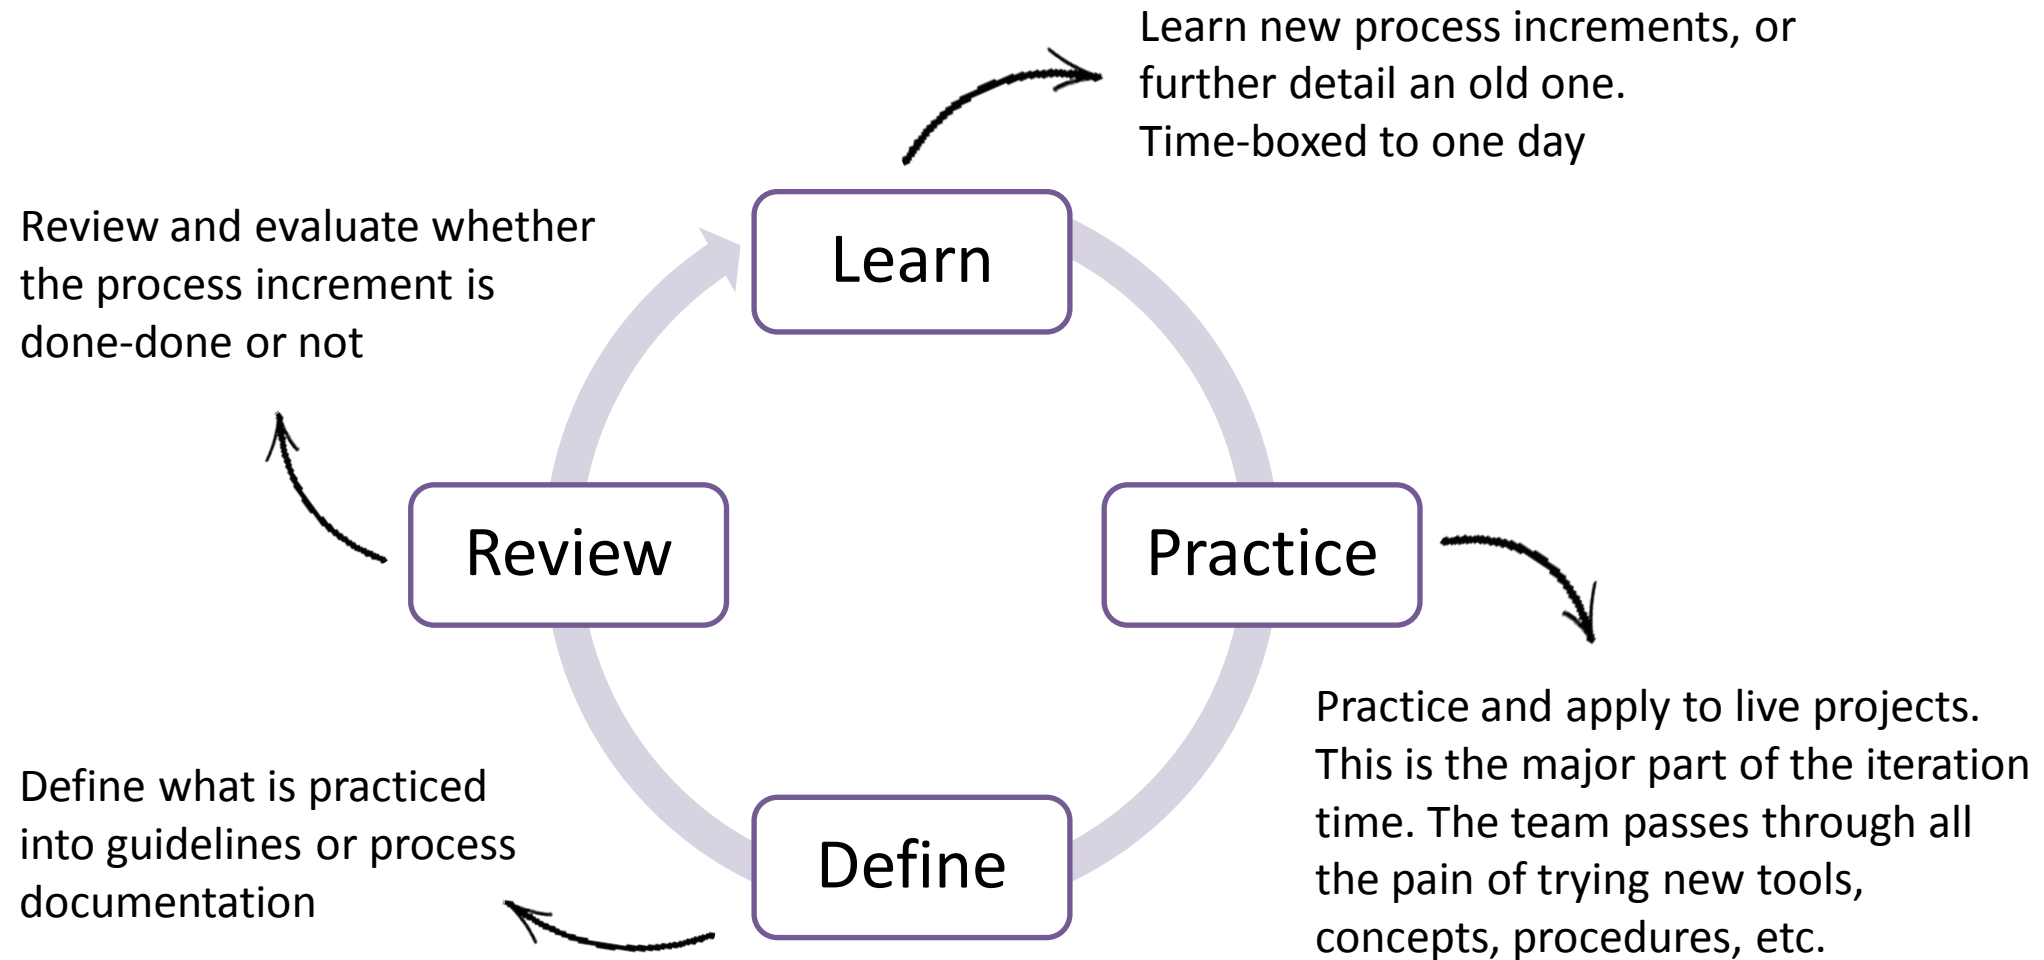 Learn new process increments, or
further detail an old one.
Time-boxed to one day
Learn
Review and evaluate whether
the process increment is
done-done or not
Review
Practice
Practice and apply to live projects.
This is the major part of the iteration
time. The team passes through all
the pain of trying new tools,
concepts, procedures, etc.
Define what is practiced
into guidelines or process
documentation
Define